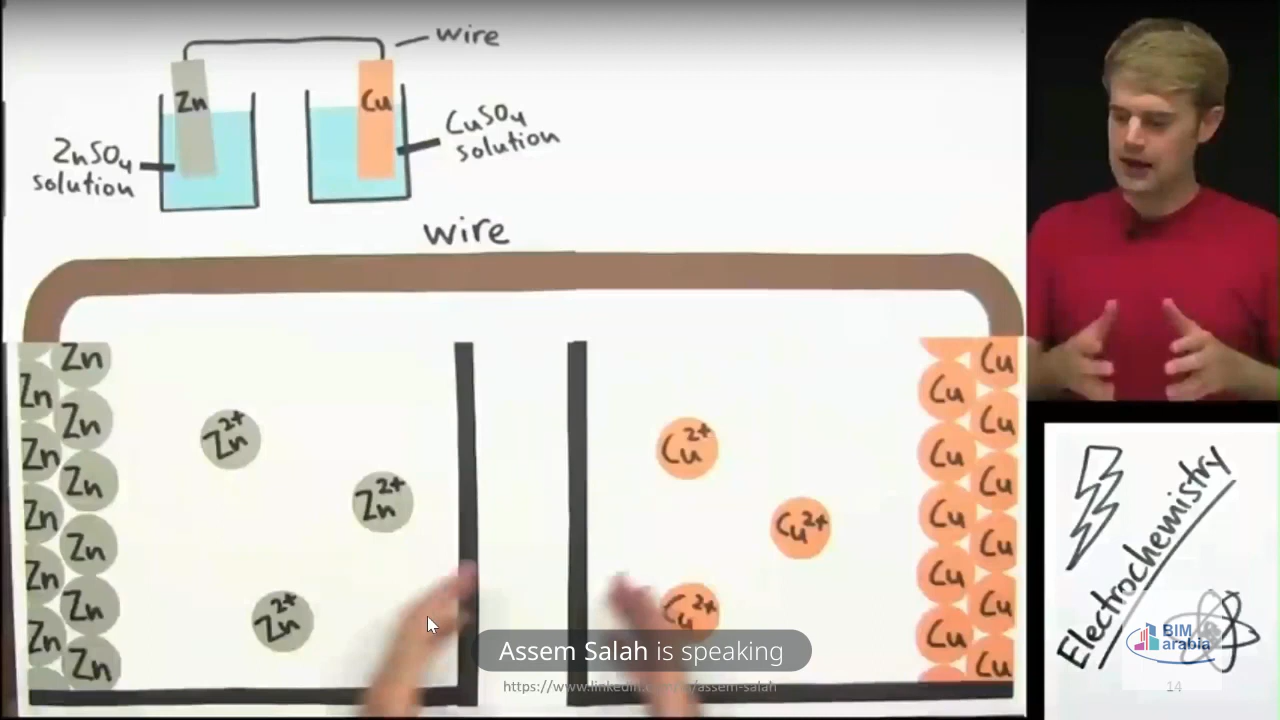 wire
Zn
Cu
ZnSO₄
solution
CuSO₄
solution
wire
Zn
Zn
Zn
Zn
Zn
Zn
Zn
Zn
Zn
Zn
Zn
Zn²⁺
Zn²⁺
Zn²⁺
Cu²⁺
Cu²⁺
Cu²⁺
Cu
Cu
Cu
Cu
Cu
Cu
Cu
Cu
Cu
Cu
Cu
Electrochemistry
BIM
arabia
Assem Salah is speaking
14